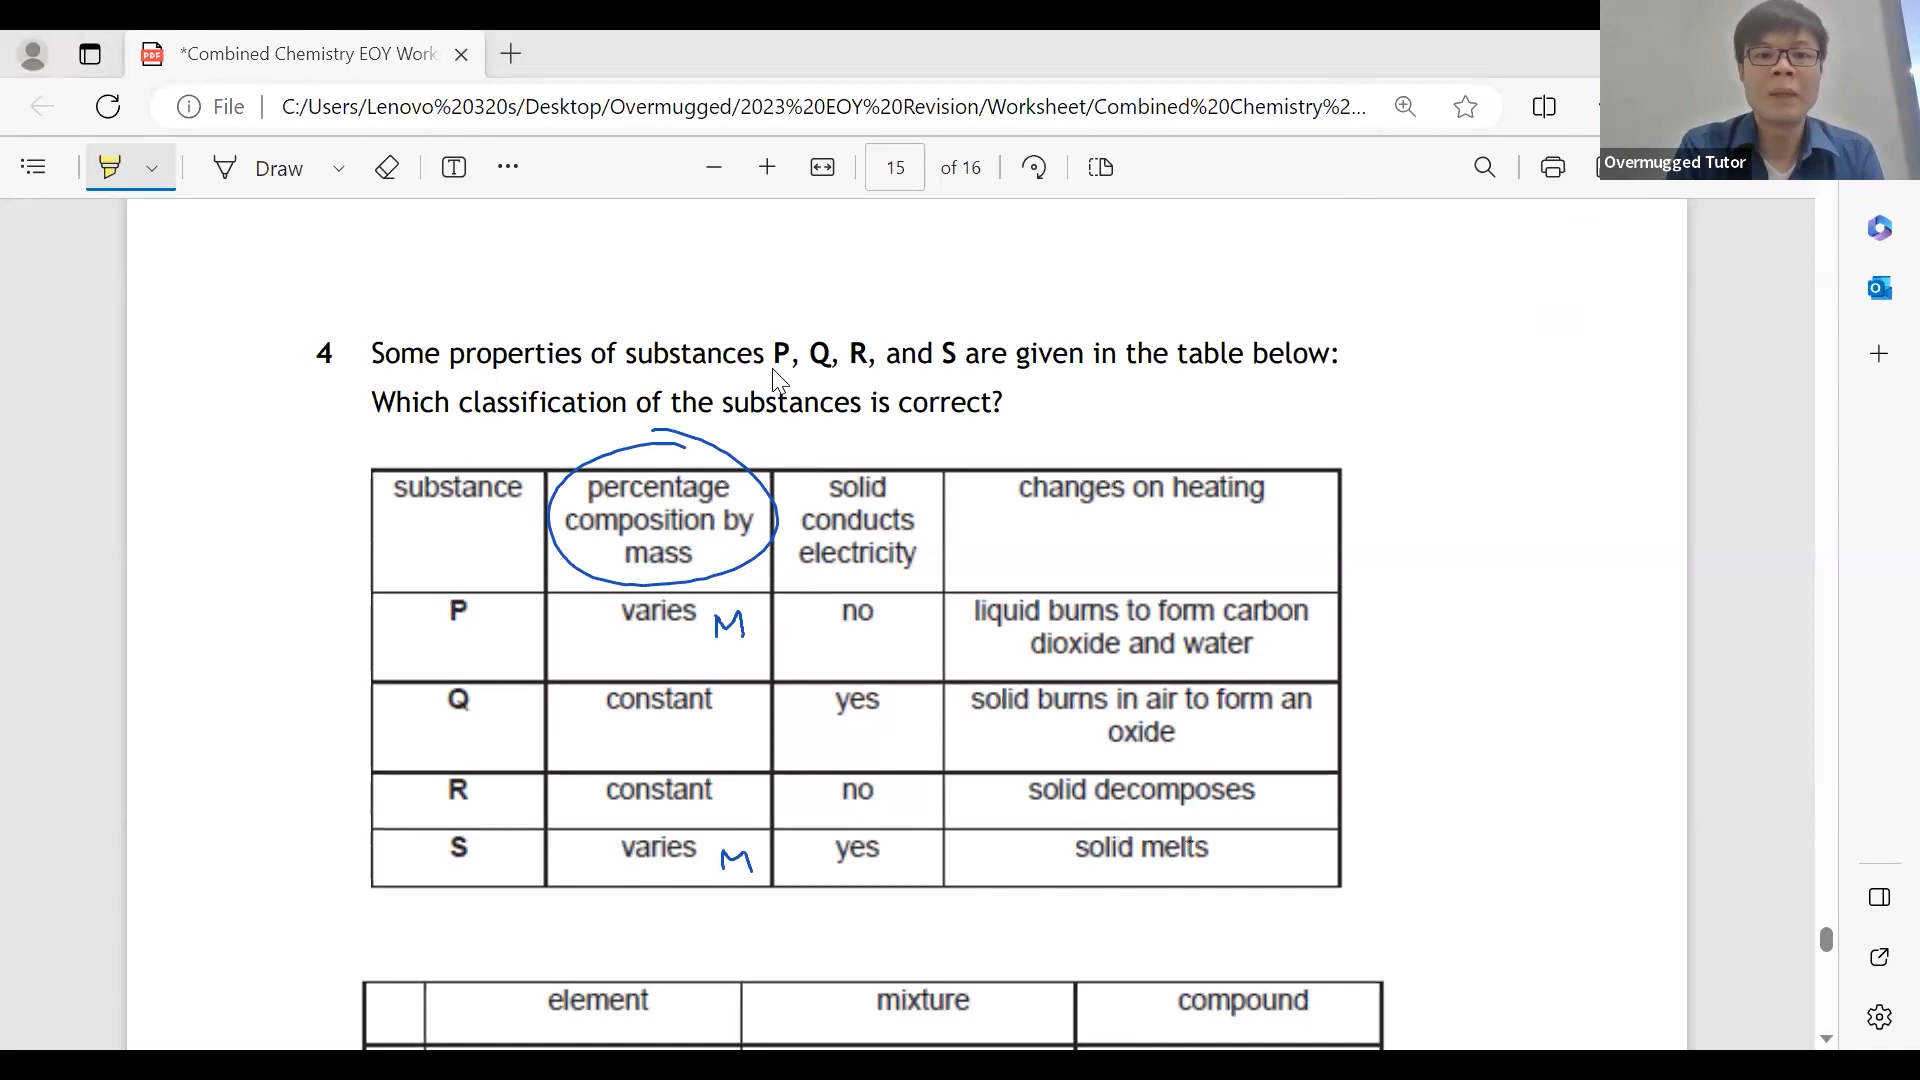 *Combined Chemistry EOY Work
File
C:/Users/Lenovo%20320s/Desktop/Overmugged/2023%20EOY%20Revision/Worksheet/Combined%20Chemistry%2...
Overmugged Tutor
PDF
Draw
15 of 16
4 Some properties of substances P, Q, R, and S are given in the table below:
Which classification of the substances is correct?
substance percentage composition by mass solid conducts electricity changes on heating
P varies M no liquid burns to form carbon dioxide and water
Q constant yes solid burns in air to form an oxide
R constant no solid decomposes
S varies M yes solid melts
element mixture compound